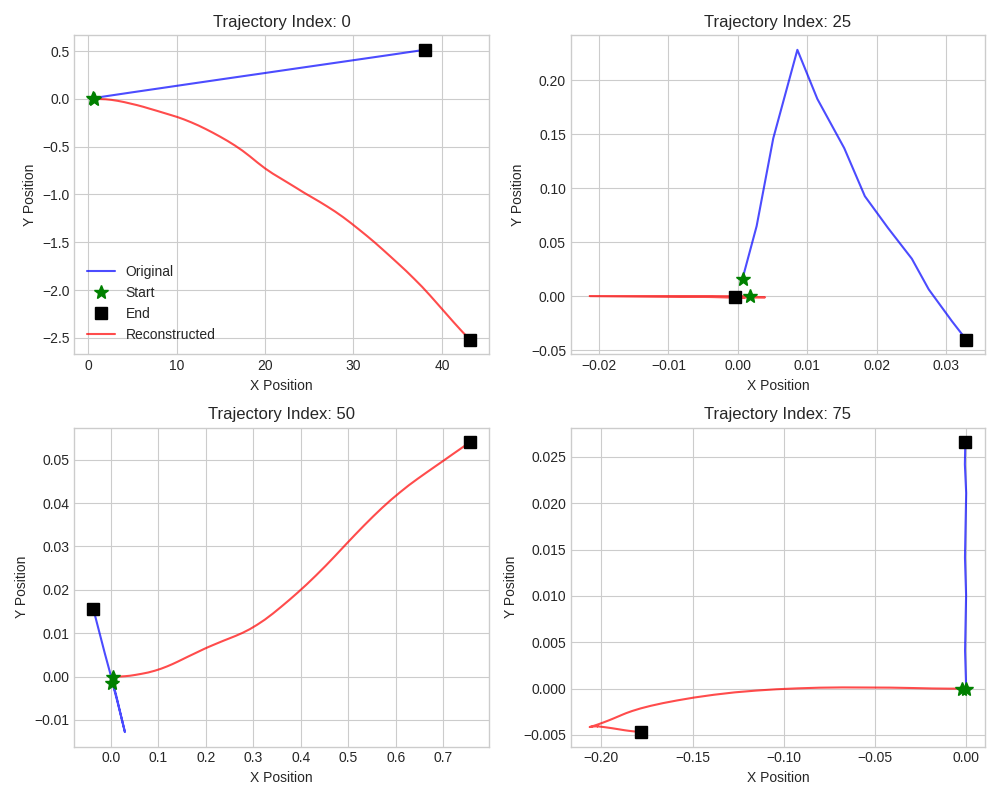 Trajectory Index: 0
0.5
0.0
−0.5
−1.0
−1.5
−2.0
−2.5
Y Position
Original
Start
End
Reconstructed
0 10 20 30 40
X Position
Trajectory Index: 25
0.20
0.15
0.10
0.05
0.00
−0.05
Y Position
−0.02 −0.01 0.00 0.01 0.02 0.03
X Position
Trajectory Index: 50
0.05
0.04
0.03
0.02
0.01
0.00
−0.01
Y Position
0.0 0.1 0.2 0.3 0.4 0.5 0.6 0.7
X Position
Trajectory Index: 75
0.025
0.020
0.015
0.010
0.005
0.000
−0.005
Y Position
−0.20 −0.15 −0.10 −0.05 0.00
X Position